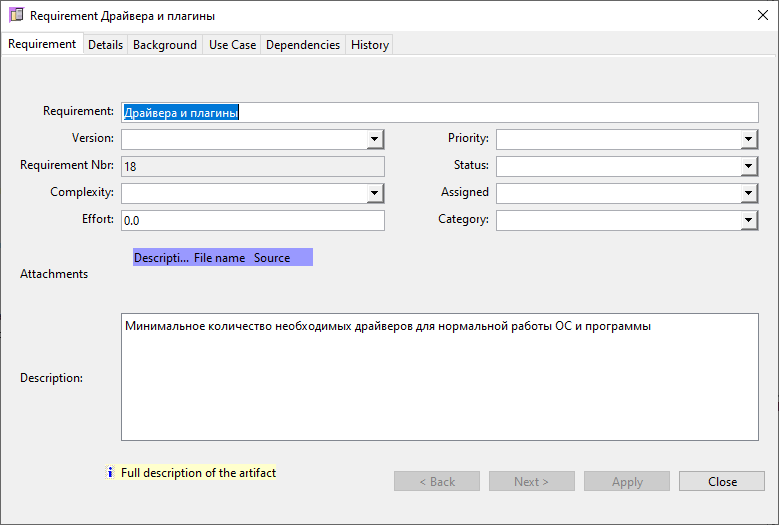 Requirement Драйвера и плагины
Requirement Details Background Use Case Dependencies History
Requirement: Драйвера и плагины
Version: Priority:
Requirement Nbr: 18 Status:
Complexity: Assigned
Effort: 0.0 Category:
Descripti... File name Source
Attachments
Минимальное количество необходимых драйверов для нормальной работы ОС и программы
Description:
Full description of the artifact
< Back Next > Apply Close